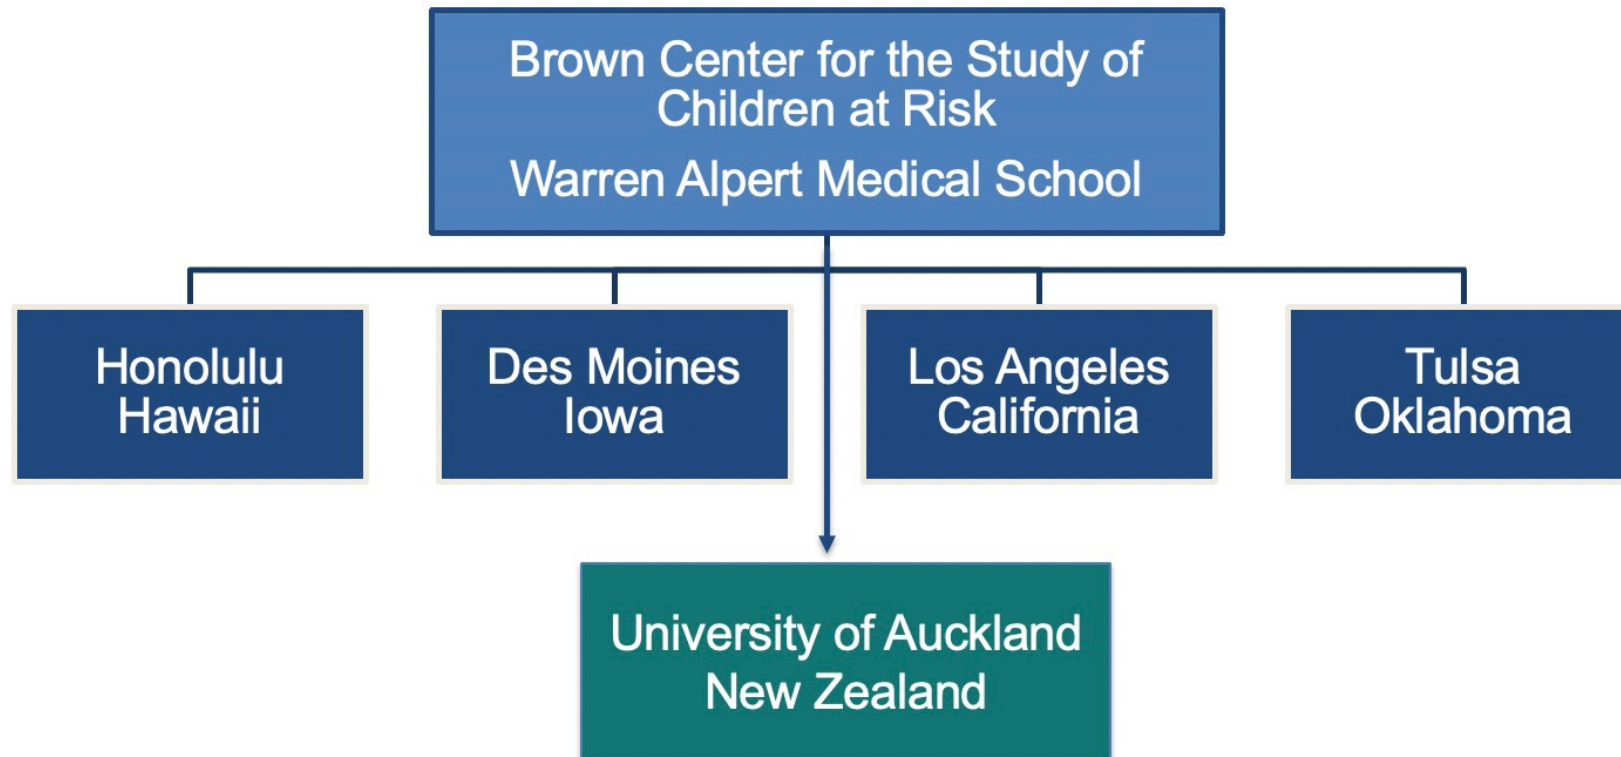 Brown Center for the Study of
Children at Risk
Warren Alpert Medical School
Honolulu
Hawaii
Des Moines
Iowa
Los Angeles
California
Tulsa
Oklahoma
University of Auckland
New Zealand